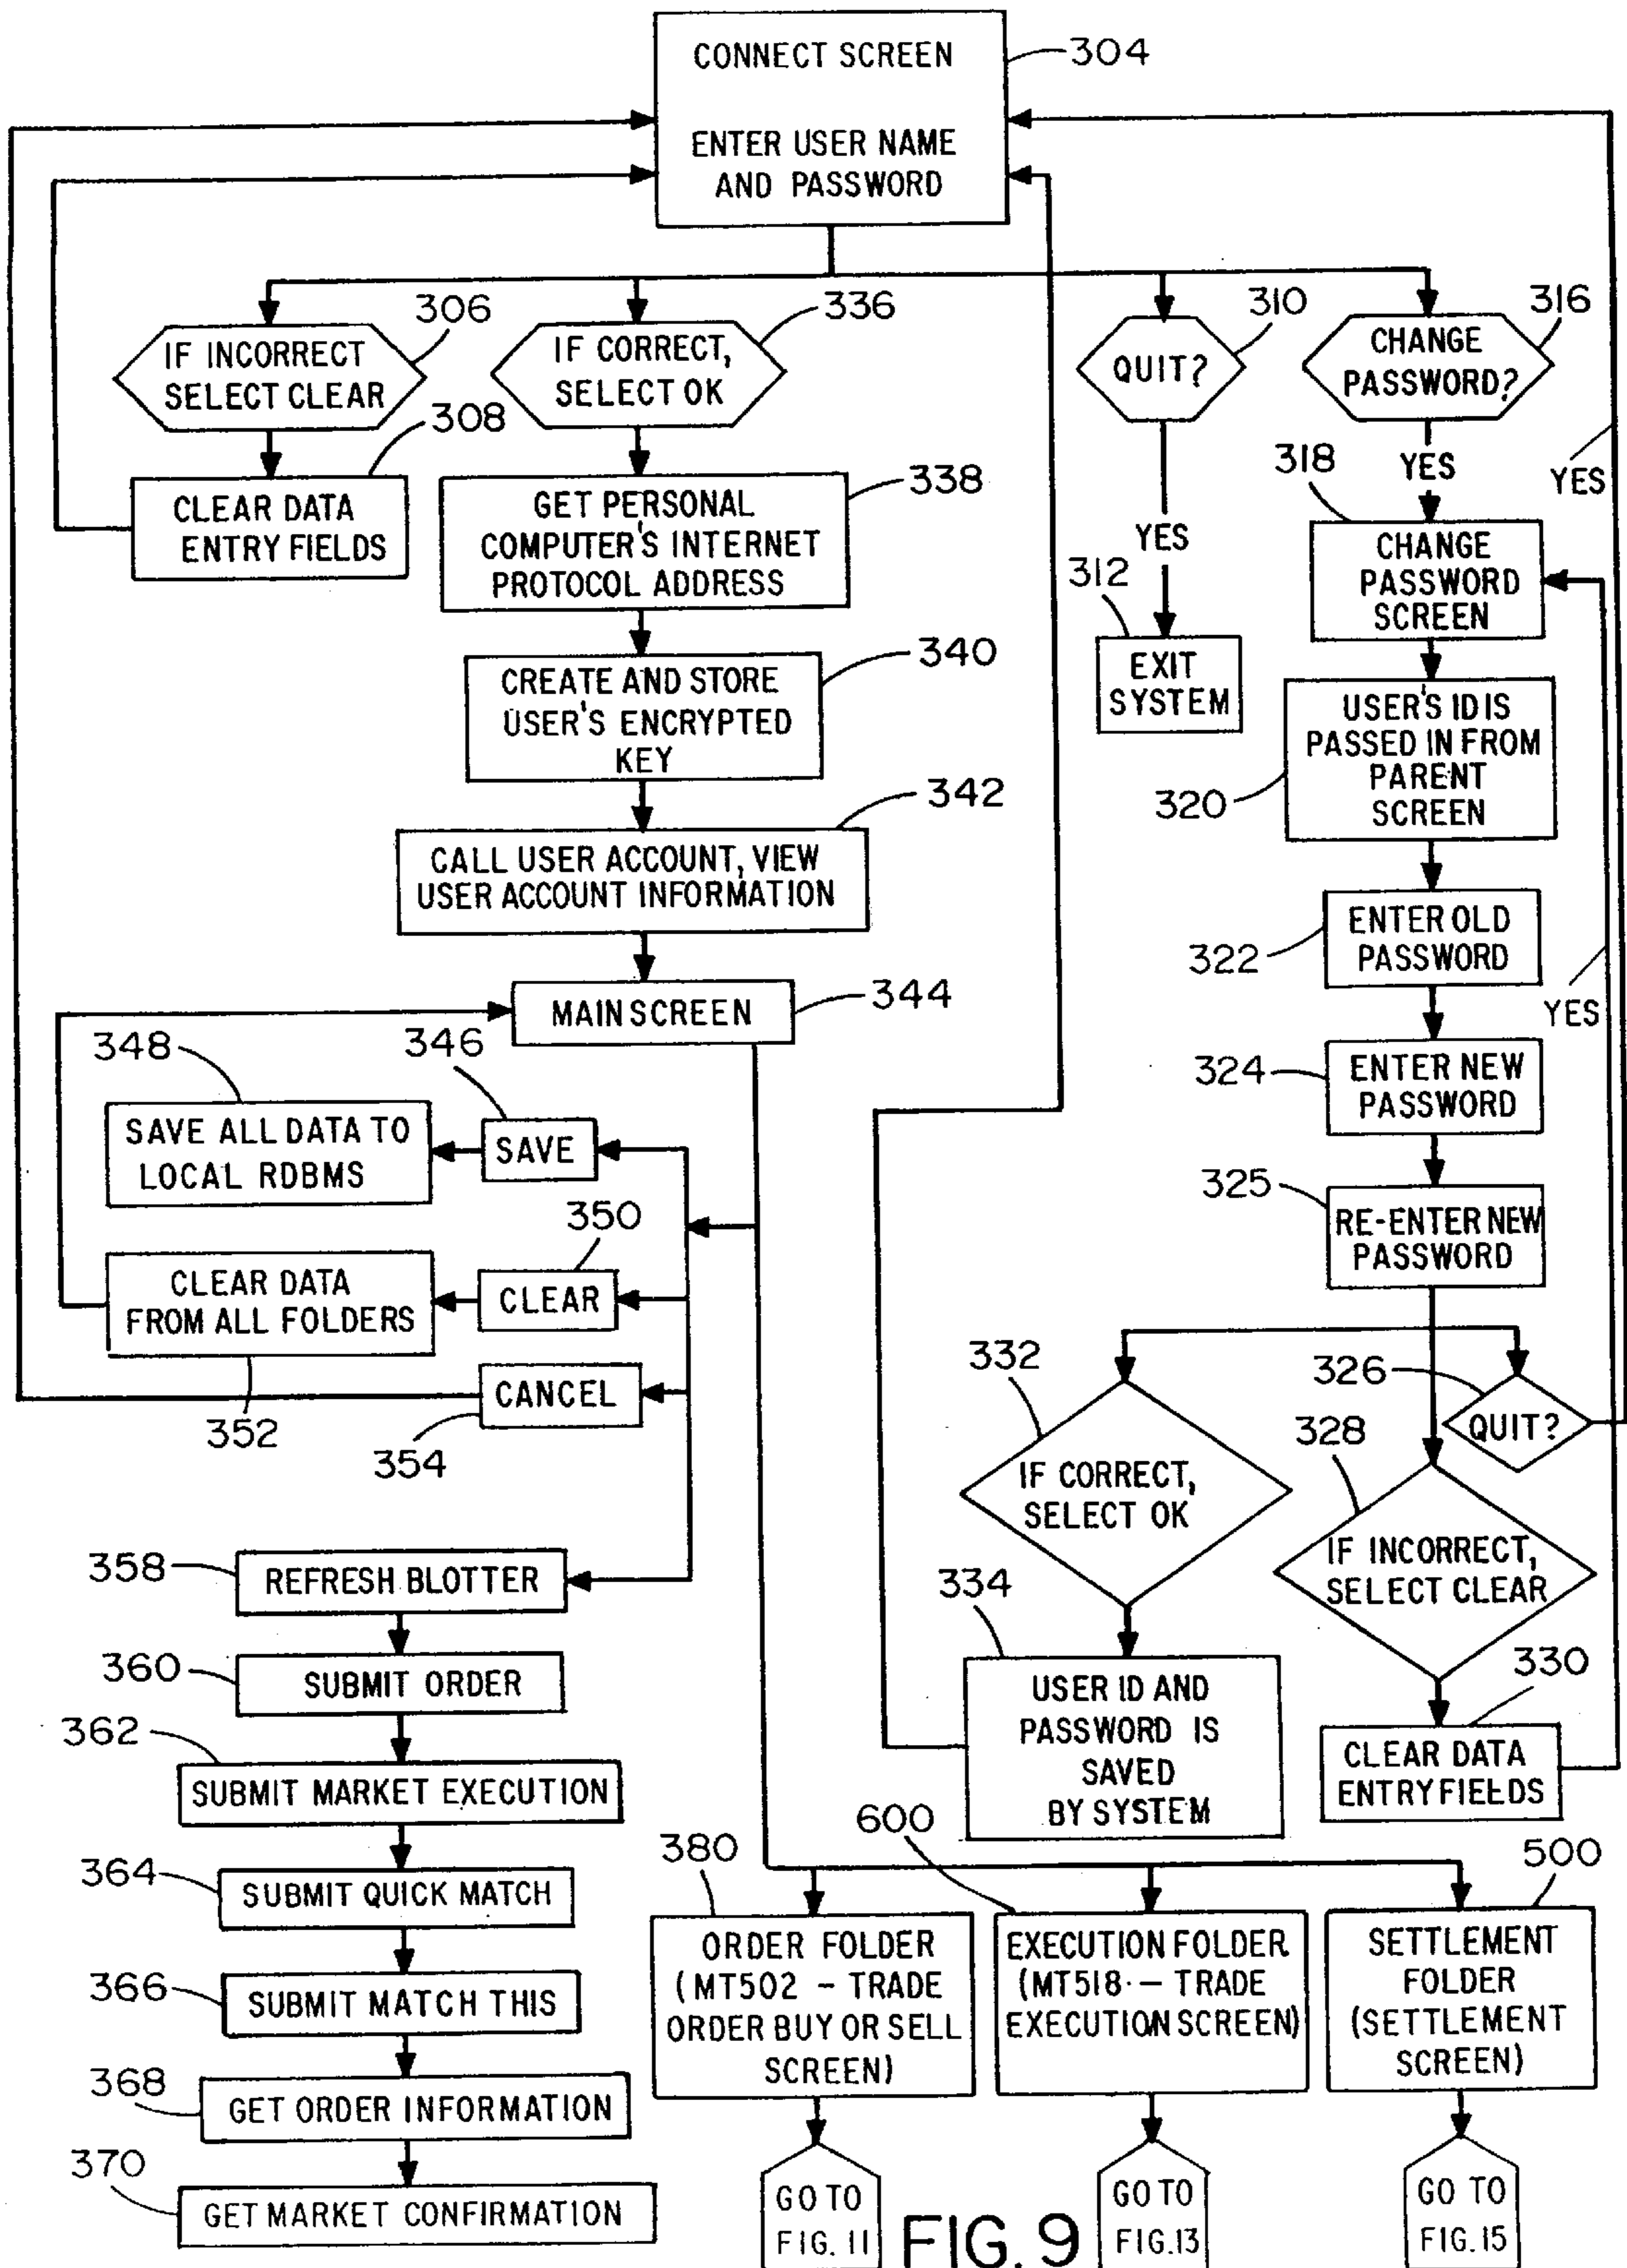 CONNECT SCREEN
304
ENTER USER NAME
AND PASSWORD
306
IF INCORRECT
SELECT CLEAR
336
IF CORRECT,
SELECT OK
310
QUIT?
316
CHANGE
PASSWORD?
308
CLEAR DATA
ENTRY FIELDS
338
GET PERSONAL
COMPUTER'S INTERNET
PROTOCOL ADDRESS
YES
312
EXIT
SYSTEM
YES
318
CHANGE
PASSWORD
SCREEN
YES
340
CREATE AND STORE
USER'S ENCRYPTED
KEY
320
USER'S ID IS
PASSED IN FROM
PARENT
SCREEN
342
CALL USER ACCOUNT, VIEW
USER ACCOUNT INFORMATION
322
ENTER OLD
PASSWORD
YES
344
MAIN SCREEN
324
ENTER NEW
PASSWORD
348
SAVE ALL DATA TO
LOCAL RDBMS
346
SAVE
325
RE-ENTER NEW
PASSWORD
350
CLEAR
CLEAR DATA
FROM ALL FOLDERS
352
CANCEL
354
332
IF CORRECT,
SELECT OK
326
QUIT?
328
IF INCORRECT,
SELECT CLEAR
358
REFRESH BLOTTER
334
USER ID AND
PASSWORD IS
SAVED
BY SYSTEM
330
CLEAR DATA
ENTRY FIELDS
360
SUBMIT ORDER
362
SUBMIT MARKET EXECUTION
364
SUBMIT QUICK MATCH
366
SUBMIT MATCH THIS
368
GET ORDER INFORMATION
370
GET MARKET CONFIRMATION
380
ORDER FOLDER
(MT502 - TRADE
ORDER BUY OR SELL
SCREEN)
600
EXECUTION FOLDER
(MT518 - TRADE
EXECUTION SCREEN)
500
SETTLEMENT
FOLDER
(SETTLEMENT
SCREEN)
GO TO
FIG. 11
GO TO
FIG.13
GO TO
FIG.15
FIG. 9